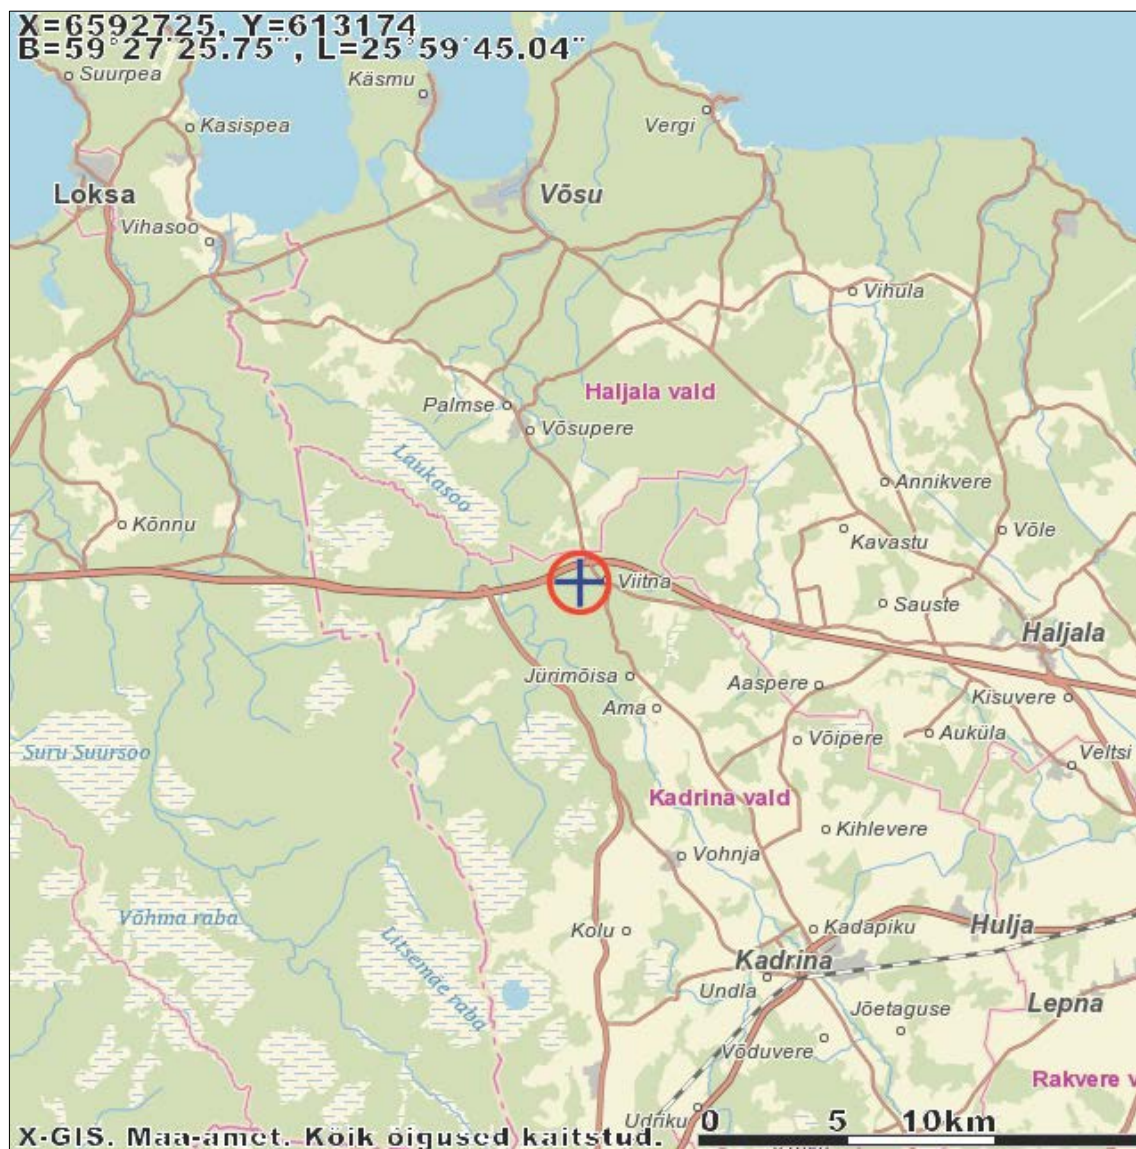 X=6592725, Y=613174
B=59°27'25.75", L=25°59'45.04"
Suurpea
Käsmu
Kasispea
Vergi
Loksa
Võsu
Vihasoo
Vihula
Haljala vald
Palmse
Võsupere
Laukasoo
Annikvere
Kõnnu
Kavastu
Võle
Viitna
Sauste
Haljala
Jürimõisa
Aaspere
Kisuvere
Ama
Võipere
Auküla
Suru Suursoo
Veltsi
Kadrina vald
Kihlevere
Vohnja
Võhma raba
Kolu
Kadapiku
Hulja
Litsemäe raba
Kadrina
Undla
Jõetaguse
Lepna
Võduvere
Rakvere v
Udriku
0 5 10km
X-GIS. Maa-amet. Kõik õigused kaitstud.